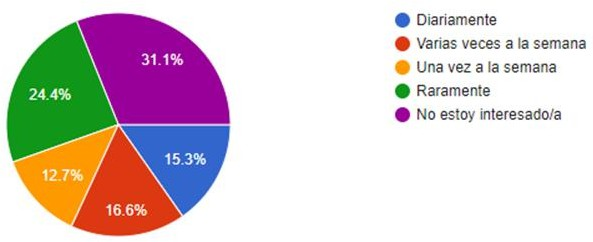 31.1%
24.4%
15.3%
12.7%
16.6%
Diariamente
Varias veces a la semana
Una vez a la semana
Raramente
No estoy interesado/a